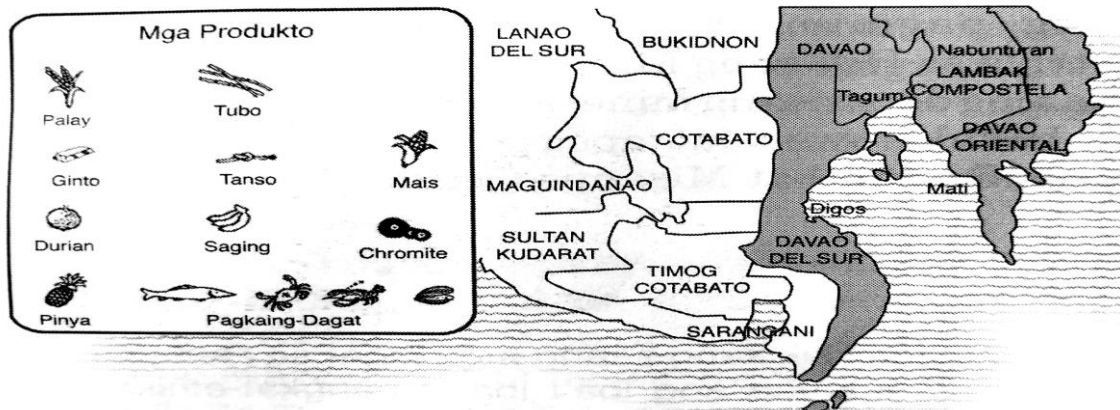 Mga Produkto
Palay
Tubo
Ginto
Tanso
Mais
Durian
Saging
Chromite
Pinya
Pagkaing-Dagat
LANAO
DEL SUR
BUKIDNON
DAVAO
Nabunturan
LAMBAK
COMPOSTELA
Tagum
COTABATO
DAVAO
ORIENTAL
MAGUINDANAO
Mati
Digos
SULTAN
KUDARAT
DAVAO
DEL SUR
TIMOG
COTABATO
SARANGANI